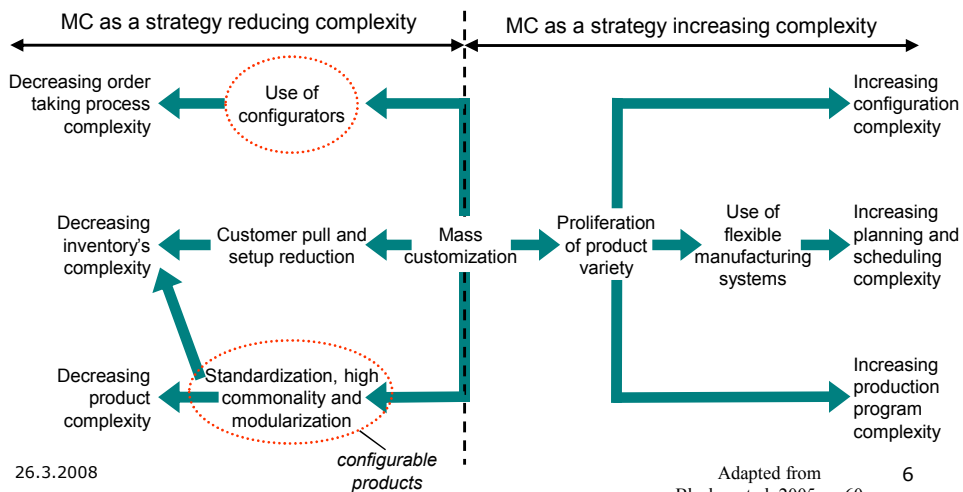 MC as a strategy reducing complexity
MC as a strategy increasing complexity
Decreasing order
taking process
complexity
Use of
configurators
Increasing
configuration
complexity
Decreasing
inventory's
complexity
Customer pull and
setup reduction
Mass
customization
Proliferation
of product
variety
Use of
flexible
manufacturing
systems
Increasing
planning and
scheduling
complexity
Decreasing
product
complexity
Standardization, high
commonality and
modularization
Increasing
production
program
complexity
configurable
products
26.3.2008
Adapted from
6